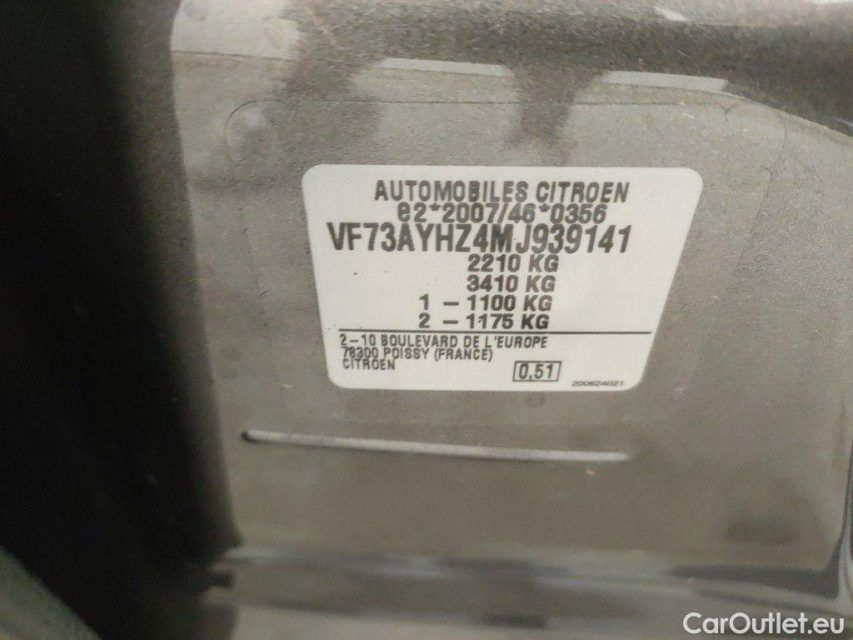 AUTOMOBILES CITROEN
e2*2007/46*0356
VF73AYHZ4MJ939141
2210 KG
3410 KG
1 - 1100 KG
2 - 1175 KG
2-10 BOULEVARD DE L'EUROPE
78300 POISSY (FRANCE)
CITROEN
0,51
200624021
CarOutlet.eu